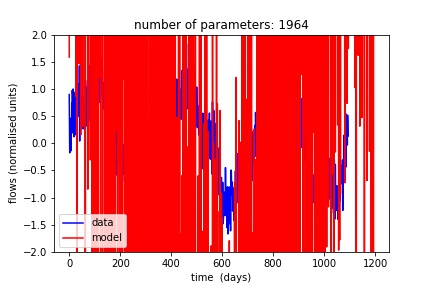 number of parameters: 1964
flows (normalised units)
2.0
1.5
1.0
0.5
0.0
−0.5
−1.0
−1.5
−2.0
data
model
0 200 400 600 800 1000 1200
time (days)